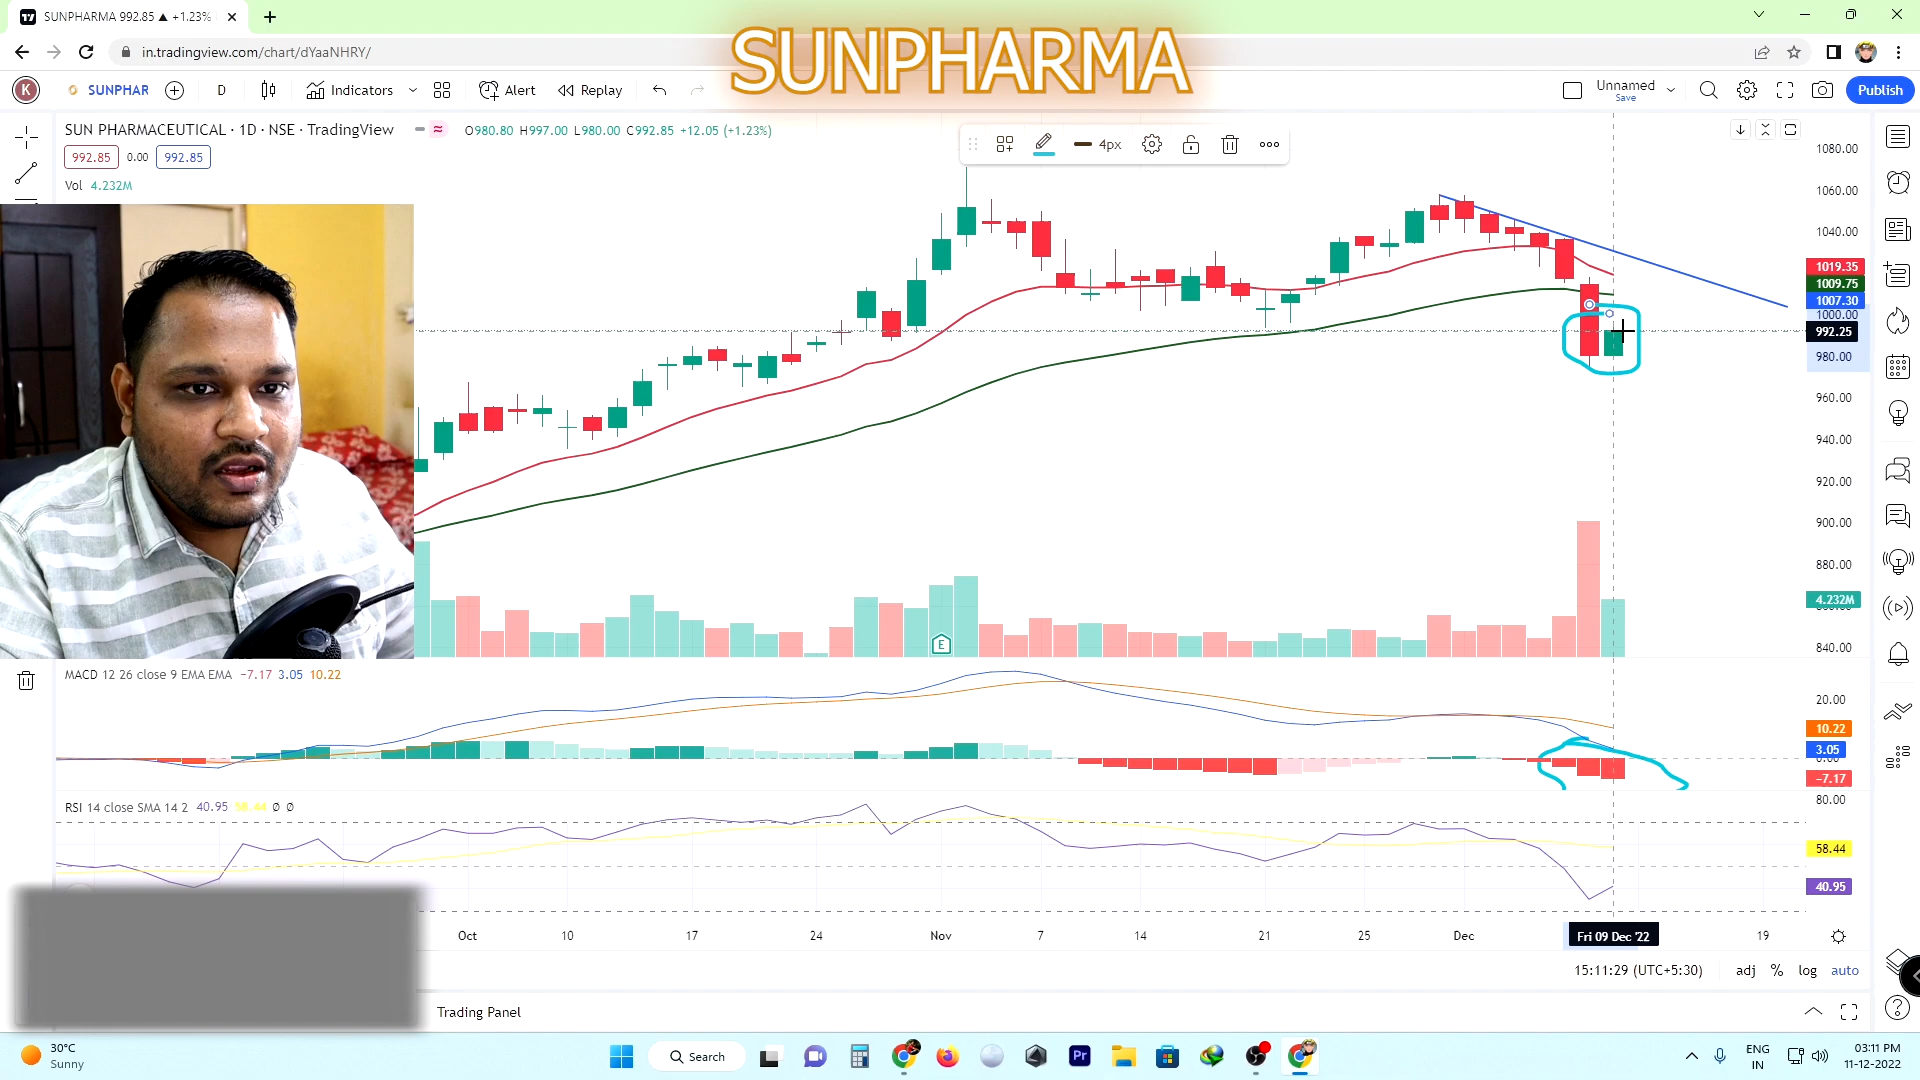 SUNPHARMA 992.85 ▲ +1.23%
in.tradingview.com/chart/dYaaNHRY/
SUNPHARMA
K
SUNPHAR
D
Indicators
Alert
Replay
Unnamed
Save
Publish
SUN PHARMACEUTICAL · 1D · NSE · TradingView
O980.80 H997.00 L980.00 C992.85 +12.05 (+1.23%)
4px
992.85
0.00
992.85
Vol 4.232M
1080.00
1060.00
1040.00
1019.35
1009.75
1007.30
1000.00
992.25
980.00
960.00
940.00
920.00
900.00
880.00
4.232M
840.00
E
MACD 12 26 close 9 EMA EMA −7.17 3.05 10.22
20.00
10.22
3.05
0.00
−7.17
RSI 14 close SMA 14 2 40.95 58.44 Ø Ø
80.00
58.44
40.95
Oct
10
17
24
Nov
7
14
21
25
Dec
Fri 09 Dec '22
19
15:11:29 (UTC+5:30)
adj
%
log
auto
Trading Panel
30°C
Sunny
Search
Pr
ENG
IN
03:11 PM
11-12-2022